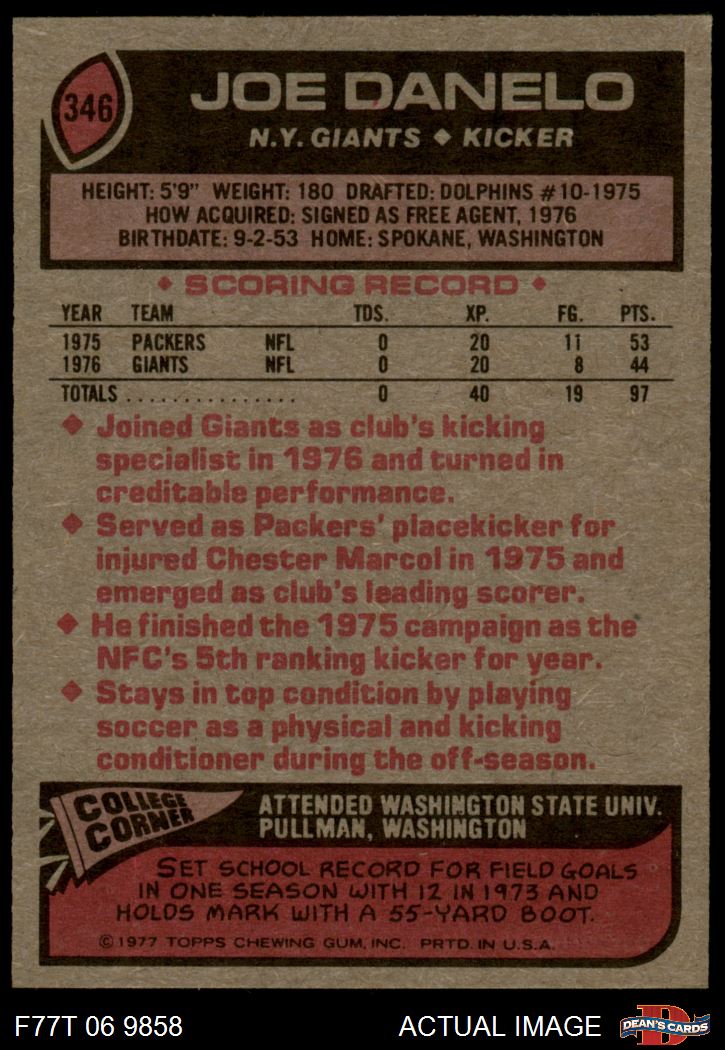 346
JOE DANELO
N.Y. GIANTS ♦ KICKER
HEIGHT: 5'9" WEIGHT: 180 DRAFTED: DOLPHINS #10-1975
HOW ACQUIRED: SIGNED AS FREE AGENT, 1976
BIRTHDATE: 9-2-53 HOME: SPOKANE, WASHINGTON
♦ SCORING RECORD ♦
YEAR TEAM TDS. XP. FG. PTS.
1975 PACKERS NFL 0 20 11 53
1976 GIANTS NFL 0 20 8 44
TOTALS ................ 0 40 19 97
♦ Joined Giants as club's kicking
specialist in 1976 and turned in
creditable performance.
♦ Served as Packers' placekicker for
injured Chester Marcol in 1975 and
emerged as club's leading scorer.
♦ He finished the 1975 campaign as the
NFC's 5th ranking kicker for year.
♦ Stays in top condition by playing
soccer as a physical and kicking
conditioner during the off-season.
COLLEGE
CORNER
ATTENDED WASHINGTON STATE UNIV.
PULLMAN, WASHINGTON
SET SCHOOL RECORD FOR FIELD GOALS
IN ONE SEASON WITH 12 IN 1973 AND
HOLDS MARK WITH A 55-YARD BOOT.
©1977 TOPPS CHEWING GUM, INC. PRTD. IN U.S.A.
F77T 06 9858
ACTUAL IMAGE
D
DEAN'S CARDS